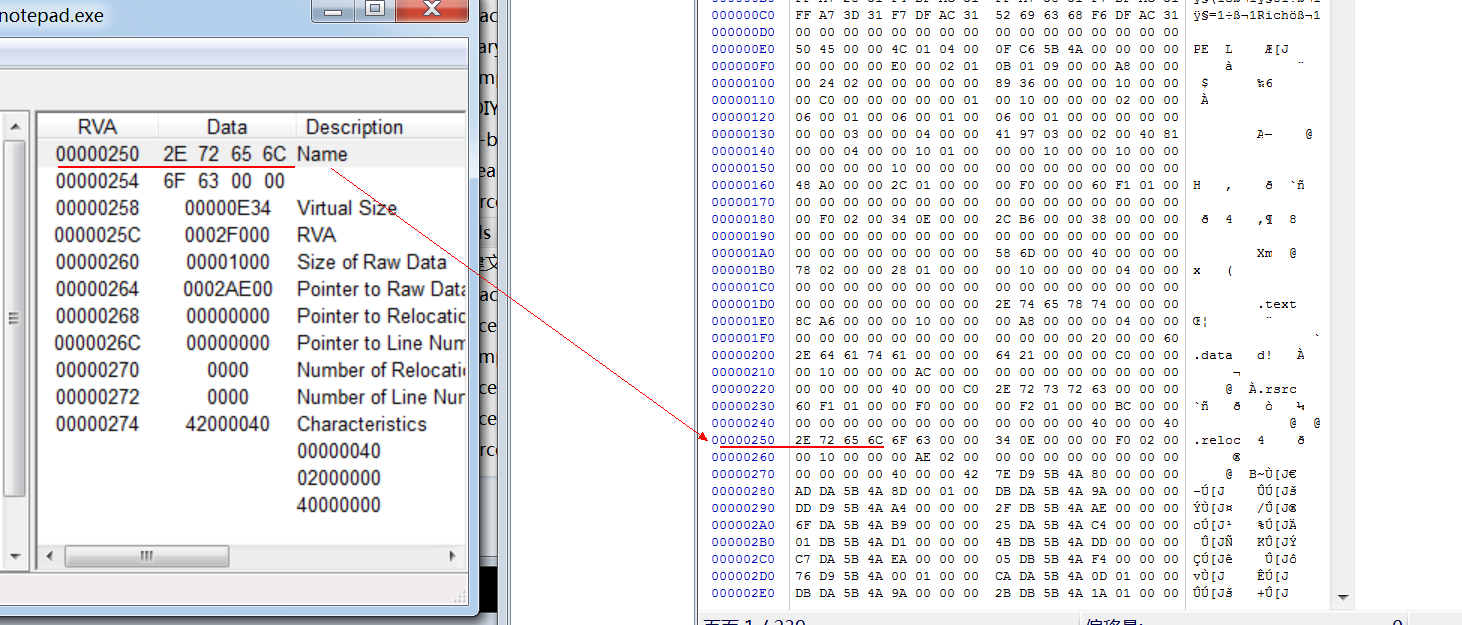 notepad.exe
RVA Data Description
00000250 2E 72 65 6C Name
00000254 6F 63 00 00
00000258 00000E34 Virtual Size
0000025C 0002F000 RVA
00000260 00001000 Size of Raw Data
00000264 0002AE00 Pointer to Raw Data
00000268 00000000 Pointer to Relocatio
0000026C 00000000 Pointer to Line Num
00000270 0000 Number of Relocati
00000272 0000 Number of Line Nur
00000274 42000040 Characteristics
00000040
02000000
40000000
000000C0 FF A7 3D 31 F7 DF AC 31 52 69 63 68 F6 DF AC 31 ÿ§=1÷ß¬1Richöß¬1
000000D0 00 00 00 00 00 00 00 00 00 00 00 00 00 00 00 00
000000E0 50 45 00 00 4C 01 04 00 0F C6 5B 4A 00 00 00 00 PE L Æ[J
000000F0 00 00 00 00 E0 00 02 01 0B 01 09 00 00 A8 00 00 à ¨
00000100 00 24 02 00 00 00 00 00 89 36 00 00 00 10 00 00 $ ‰6
00000110 00 C0 00 00 00 00 00 01 00 10 00 00 00 02 00 00 À
00000120 06 00 01 00 06 00 01 00 06 00 01 00 00 00 00 00
00000130 00 00 03 00 00 04 00 00 41 97 03 00 02 00 40 81 A— @
00000140 00 00 04 00 00 10 01 00 00 00 10 00 00 10 00 00
00000150 00 00 00 00 10 00 00 00 00 00 00 00 00 00 00 00
00000160 48 A0 00 00 2C 01 00 00 00 F0 00 00 60 F1 01 00 H , ð `ñ
00000170 00 00 00 00 00 00 00 00 00 00 00 00 00 00 00 00
00000180 00 F0 02 00 34 0E 00 00 2C B6 00 00 38 00 00 00 ð 4 ,¶ 8
00000190 00 00 00 00 00 00 00 00 00 00 00 00 00 00 00 00
000001A0 00 00 00 00 00 00 00 00 58 6D 00 00 40 00 00 00 Xm @
000001B0 78 02 00 00 28 01 00 00 00 10 00 00 00 04 00 00 x (
000001C0 00 00 00 00 00 00 00 00 00 00 00 00 00 00 00 00
000001D0 00 00 00 00 00 00 00 00 2E 74 65 78 74 00 00 00 .text
000001E0 8C A6 00 00 00 10 00 00 00 A8 00 00 00 04 00 00 Œ¦ ¨
000001F0 00 00 00 00 00 00 00 00 00 00 00 00 20 00 00 60 `
00000200 2E 64 61 74 61 00 00 00 64 21 00 00 00 C0 00 00 .data d! À
00000210 00 10 00 00 00 AC 00 00 00 00 00 00 00 00 00 00 ¬
00000220 00 00 00 00 40 00 00 C0 2E 72 73 72 63 00 00 00 @ À.rsrc
00000230 60 F1 01 00 00 F0 00 00 00 F2 01 00 00 BC 00 00 `ñ ð ò ¼
00000240 00 00 00 00 00 00 00 00 00 00 00 00 40 00 00 40 @ @
00000250 2E 72 65 6C 6F 63 00 00 34 0E 00 00 00 F0 02 00 .reloc 4 ð
00000260 00 10 00 00 00 AE 02 00 00 00 00 00 00 00 00 00 ®
00000270 00 00 00 00 40 00 00 42 7E D9 5B 4A 80 00 00 00 @ B~Ù[J€
00000280 AD DA 5B 4A 8D 00 01 00 DB DA 5B 4A 9A 00 00 00 -Ú[J ÛÚ[Jš
00000290 DD D9 5B 4A A4 00 00 00 2F DB 5B 4A AE 00 00 00 ÝÙ[J¤ /Û[J®
000002A0 6F DA 5B 4A B9 00 00 00 25 DA 5B 4A C4 00 00 00 oÚ[J¹ %Ú[JÄ
000002B0 01 DB 5B 4A D1 00 00 00 4B DB 5B 4A DD 00 00 00 Û[JÑ KÛ[JÝ
000002C0 C7 DA 5B 4A EA 00 00 00 05 DB 5B 4A F4 00 00 00 ÇÚ[Jê Û[Jô
000002D0 76 D9 5B 4A 00 01 00 00 CA DA 5B 4A 0D 01 00 00 vÙ[J ÊÚ[J
000002E0 DB DA 5B 4A 9A 00 00 00 2B DB 5B 4A 1A 01 00 00 ÛÚ[Jš +Û[J